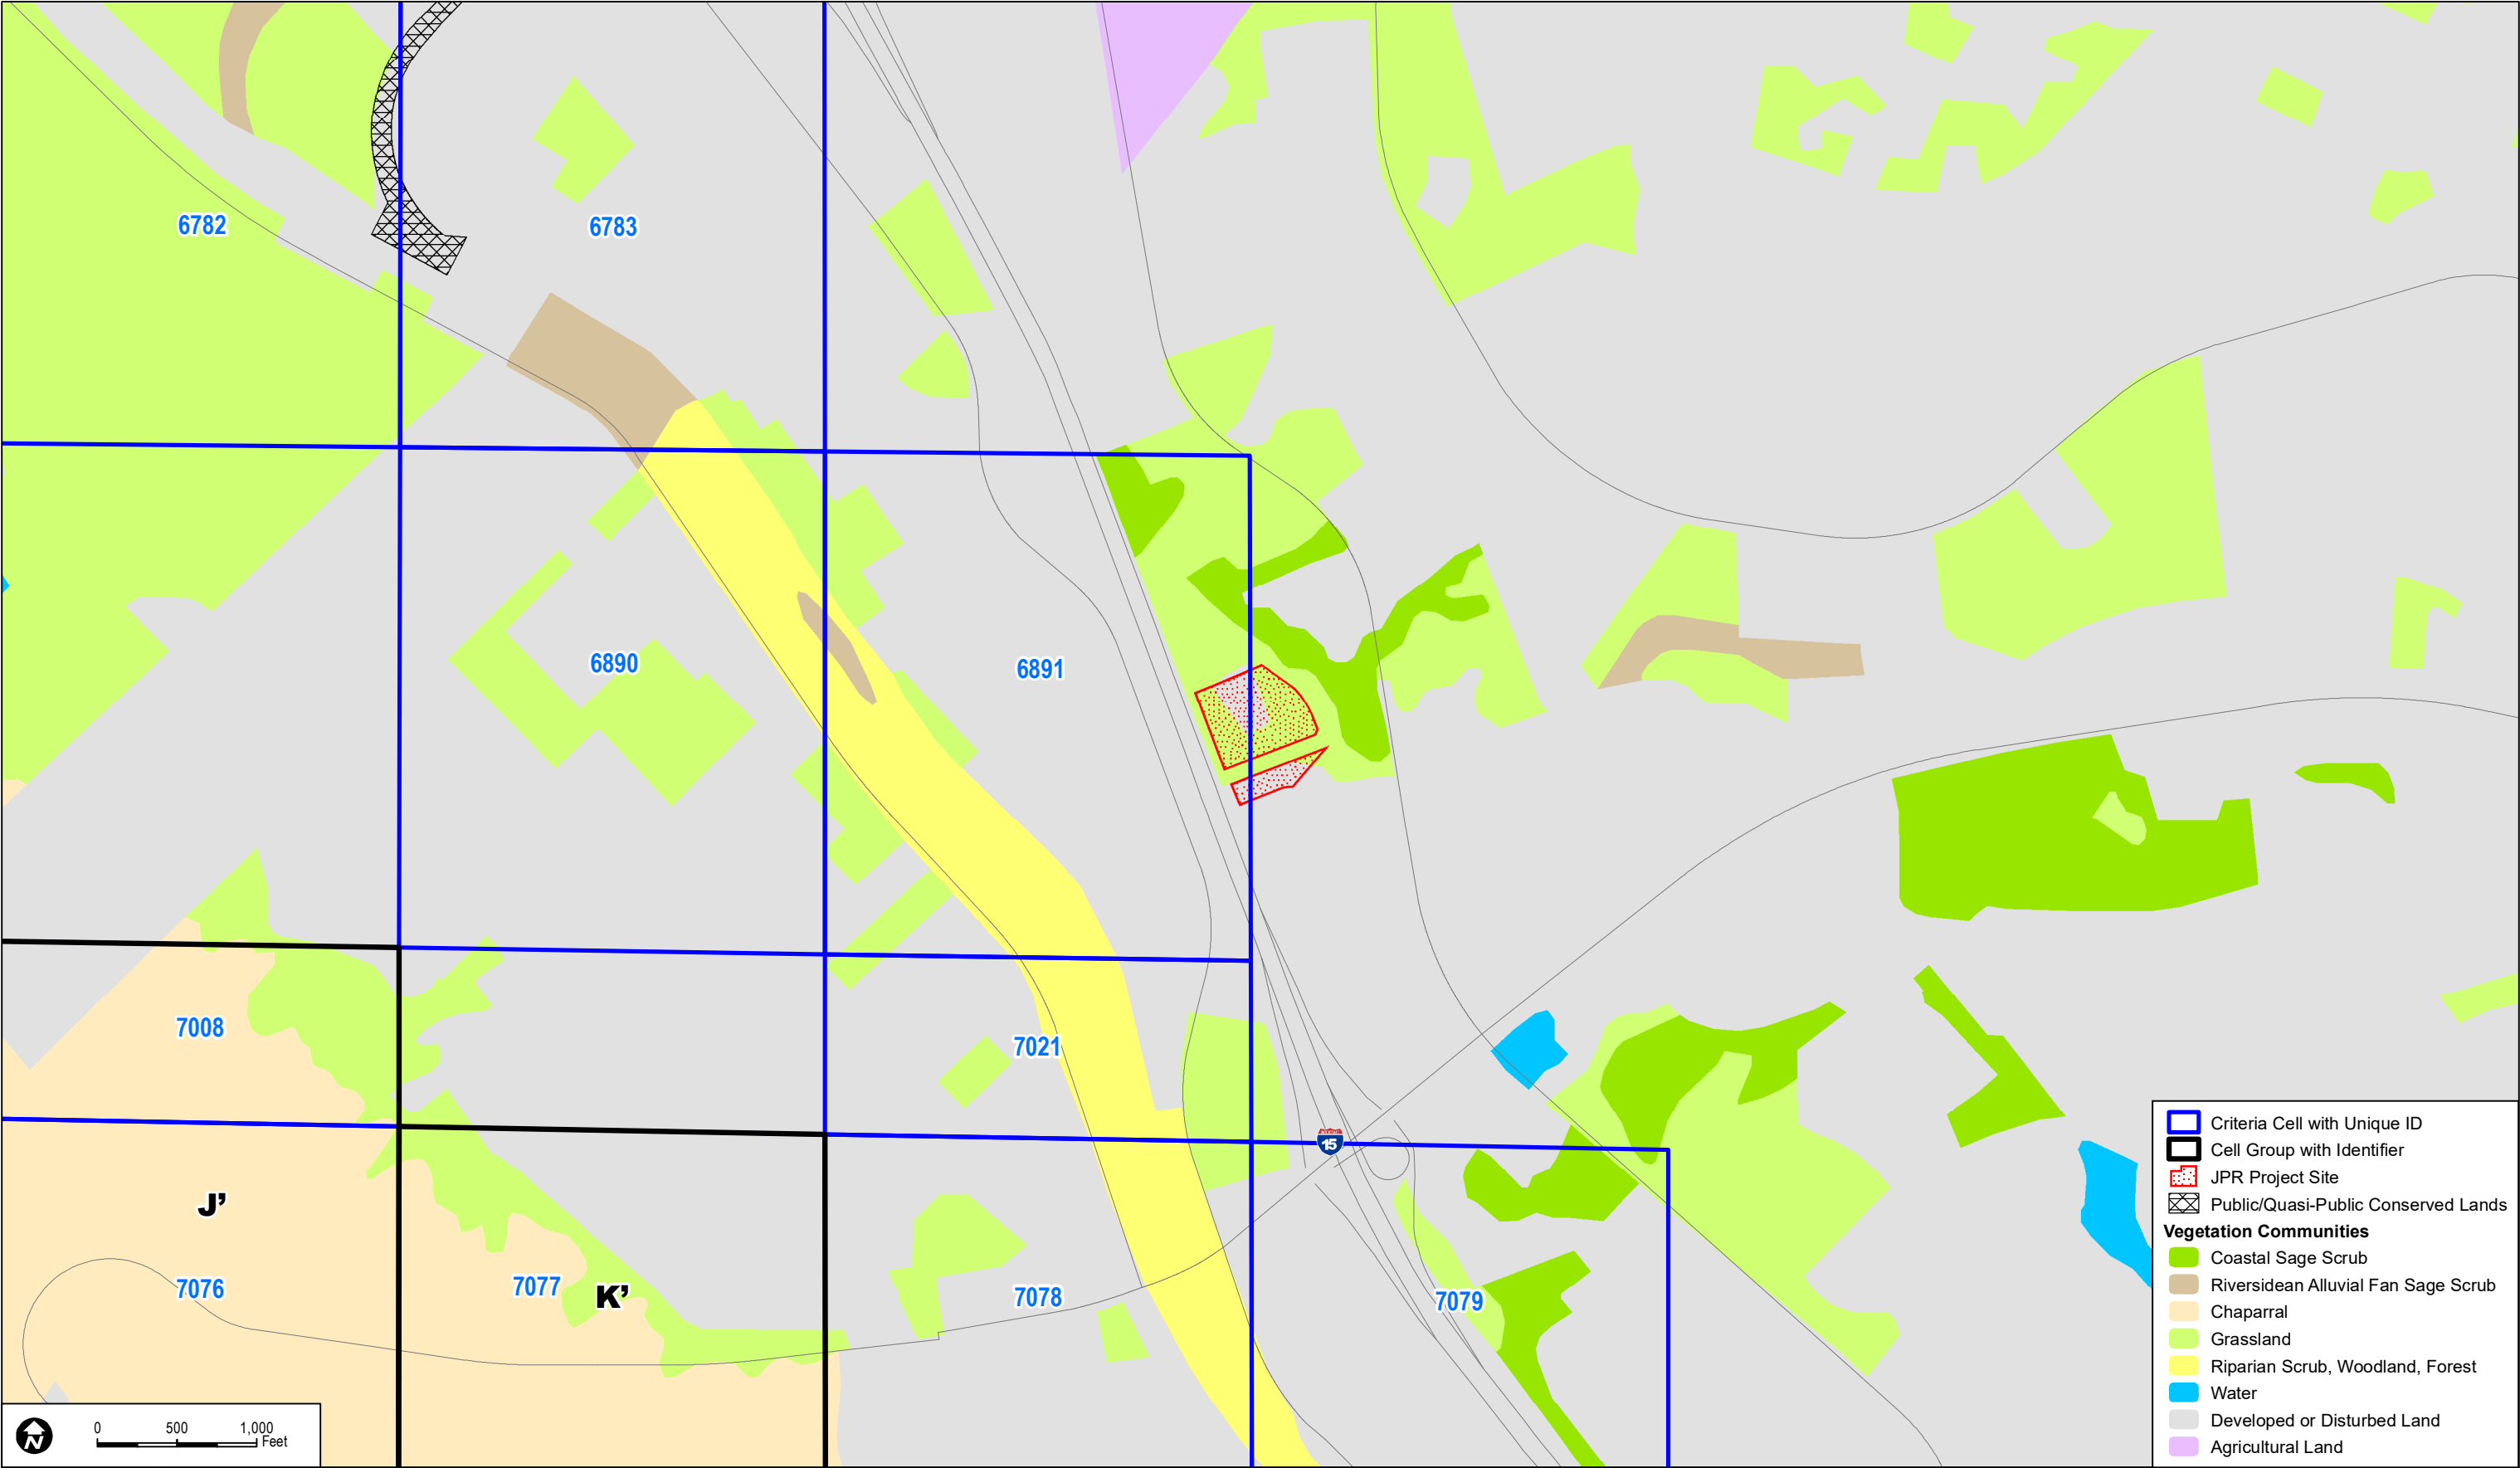 6782
6783
6890
6891
7008
7021
15
J’
7076
7077
K’
7078
7079
N
0 500 1,000
Feet
Criteria Cell with Unique ID
Cell Group with Identifier
JPR Project Site
Public/Quasi-Public Conserved Lands
Vegetation Communities
Coastal Sage Scrub
Riversidean Alluvial Fan Sage Scrub
Chaparral
Grassland
Riparian Scrub, Woodland, Forest
Water
Developed or Disturbed Land
Agricultural Land